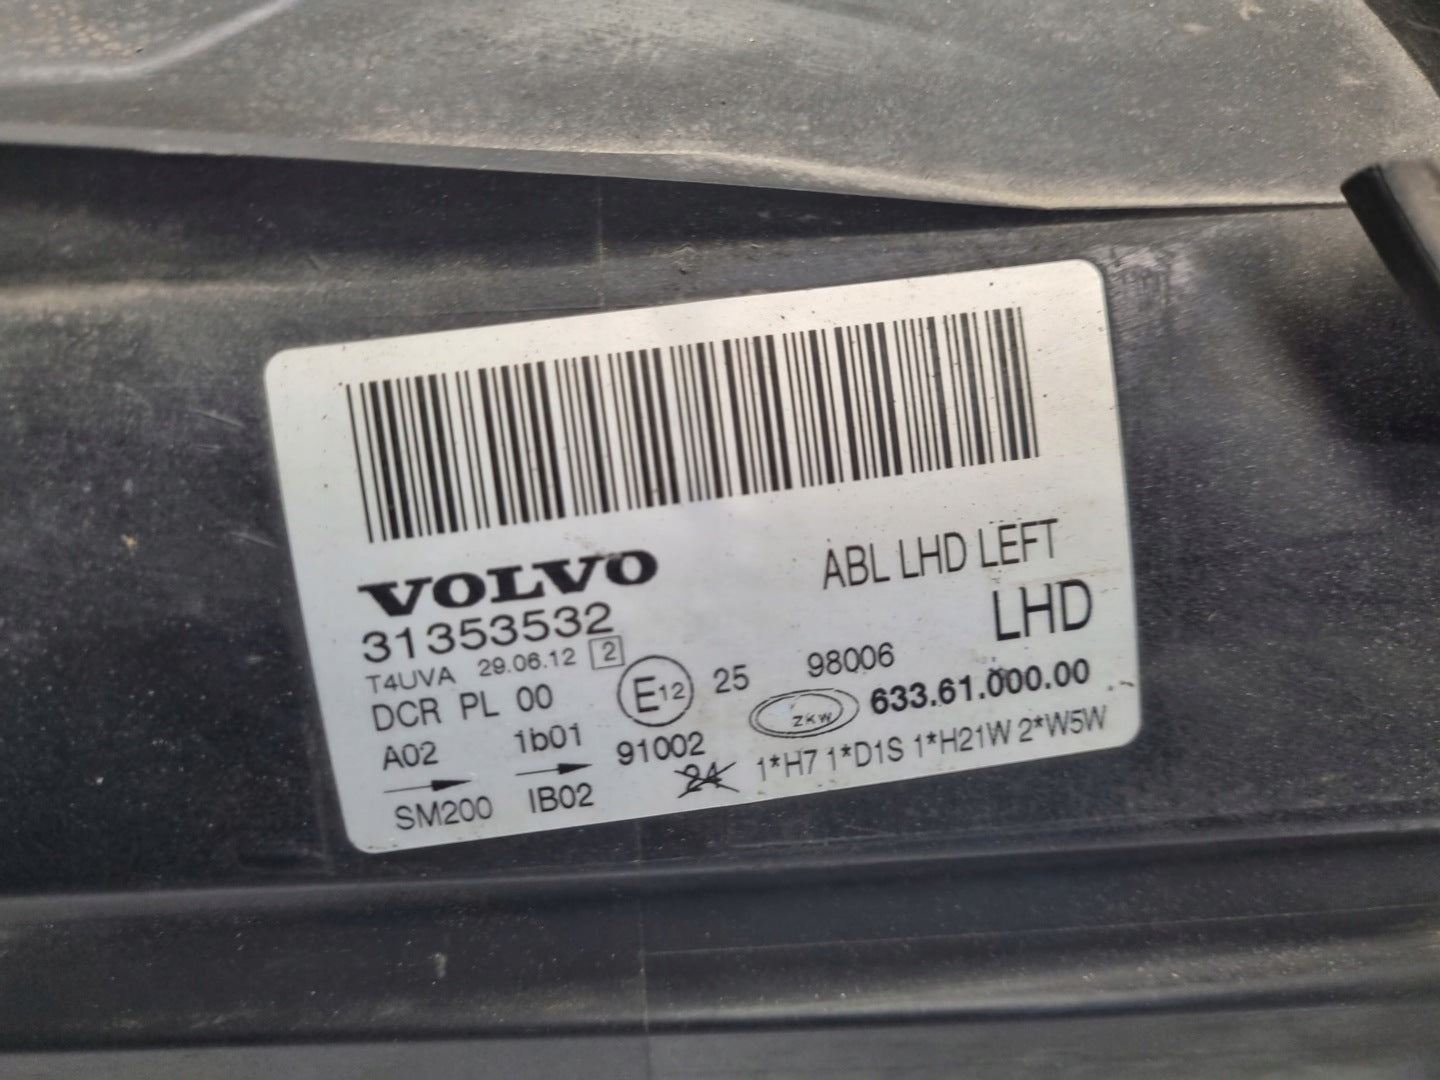 VOLVO
ABL LHD LEFT
31353532
LHD
T4UVA 29.06.12 2
DCR PL 00 E12 25 98006
A02 1b01 91002 ZKW 633.61.000.00
SM200 IB02 24 1*H7 1*D1S 1*H21W 2*W5W